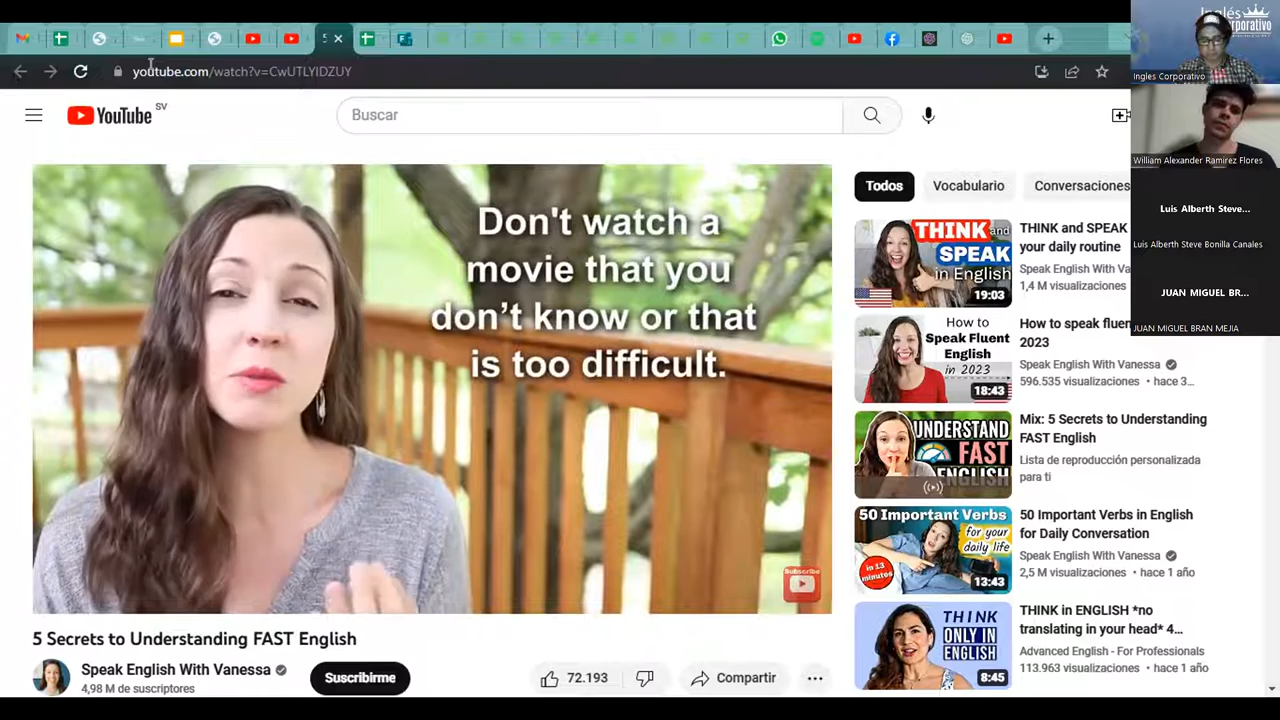 youtube.com/watch?v=CwUTLYIDZUY
YouTube SV
Buscar
Don't watch a
movie that you
don't know or that
is too difficult.
Subscribe
5 Secrets to Understanding FAST English
Speak English With Vanessa
4,98 M de suscriptores
Suscribirme
72.193
Compartir
Todos
Vocabulario
Conversaciones
THINK and
SPEAK
in English
19:03
THINK and SPEAK
your daily routine
Speak English With Va
1,4 M visualizaciones
How to
Speak Fluent
English
in 2023
18:43
How to speak fluen
2023
Speak English With Vanessa
596.535 visualizaciones • hace 3...
UNDERSTAND
FAST
ENGLISH
Mix: 5 Secrets to Understanding
FAST English
Lista de reproducción personalizada
para ti
50 Important Verbs
for your
daily life
in 13
minutes
13:43
50 Important Verbs in English
for Daily Conversation
Speak English With Vanessa
2,5 M visualizaciones • hace 1 año
THINK
ONLY IN
ENGLISH
8:45
THINK in ENGLISH *no
translating in your head* 4...
Advanced English - For Professionals
113.963 visualizaciones • hace 1 año
Inglés
Ingles Corporativo
William Alexander Ramirez Flores
Luis Alberth Steve...
Luis Alberth Steve Bonilla Canales
JUAN MIGUEL BR...
JUAN MIGUEL BRAN MEJIA